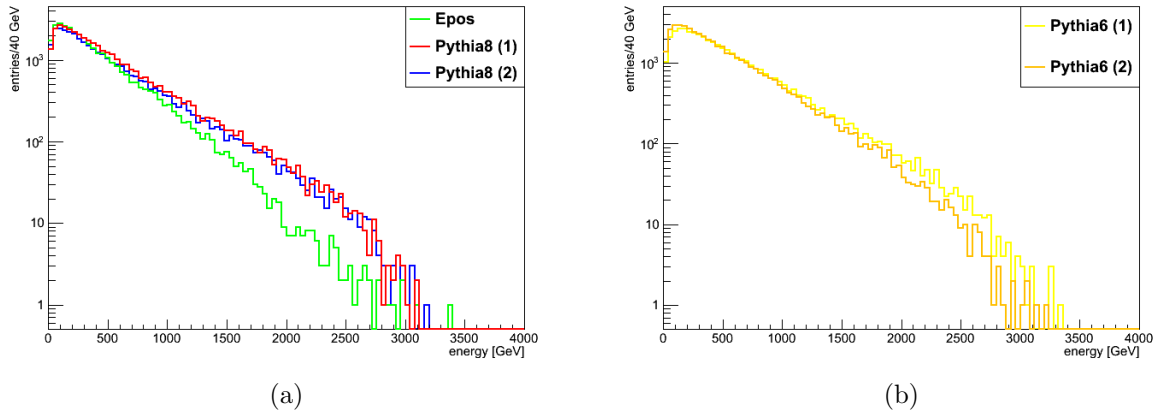 entries/40 GeV
Epos
Pythia8 (1)
Pythia8 (2)
10³
10²
10
1
0 500 1000 1500 2000 2500 3000 3500 4000
energy [GeV]
(a)
entries/40 GeV
Pythia6 (1)
Pythia6 (2)
10³
10²
10
1
0 500 1000 1500 2000 2500 3000 3500 4000
energy [GeV]
(b)